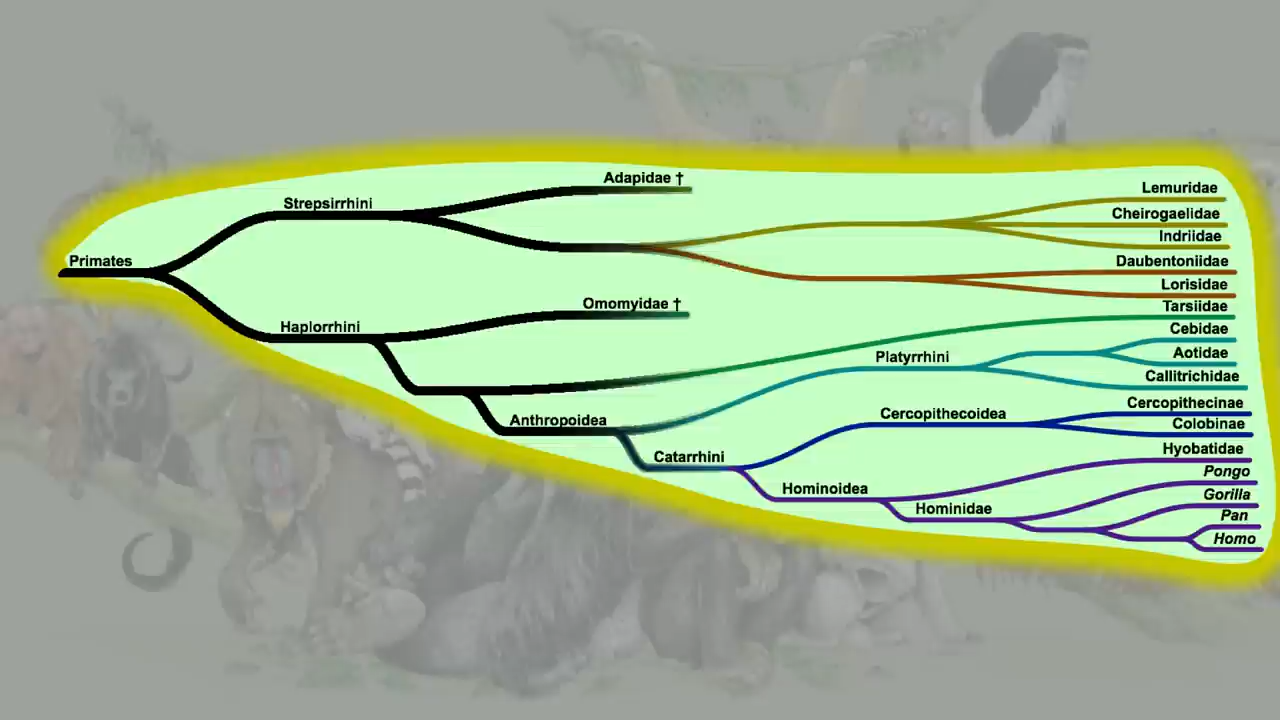 Adapidae †
Lemuridae
Strepsirrhini
Cheirogaelidae
Indriidae
Primates
Daubentoniidae
Lorisidae
Omomyidae †
Tarsiidae
Haplorrhini
Cebidae
Platyrrhini
Aotidae
Callitrichidae
Cercopithecinae
Cercopithecoidea
Anthropoidea
Colobinae
Catarrhini
Hyobatidae
Pongo
Hominoidea
Gorilla
Hominidae
Pan
Homo